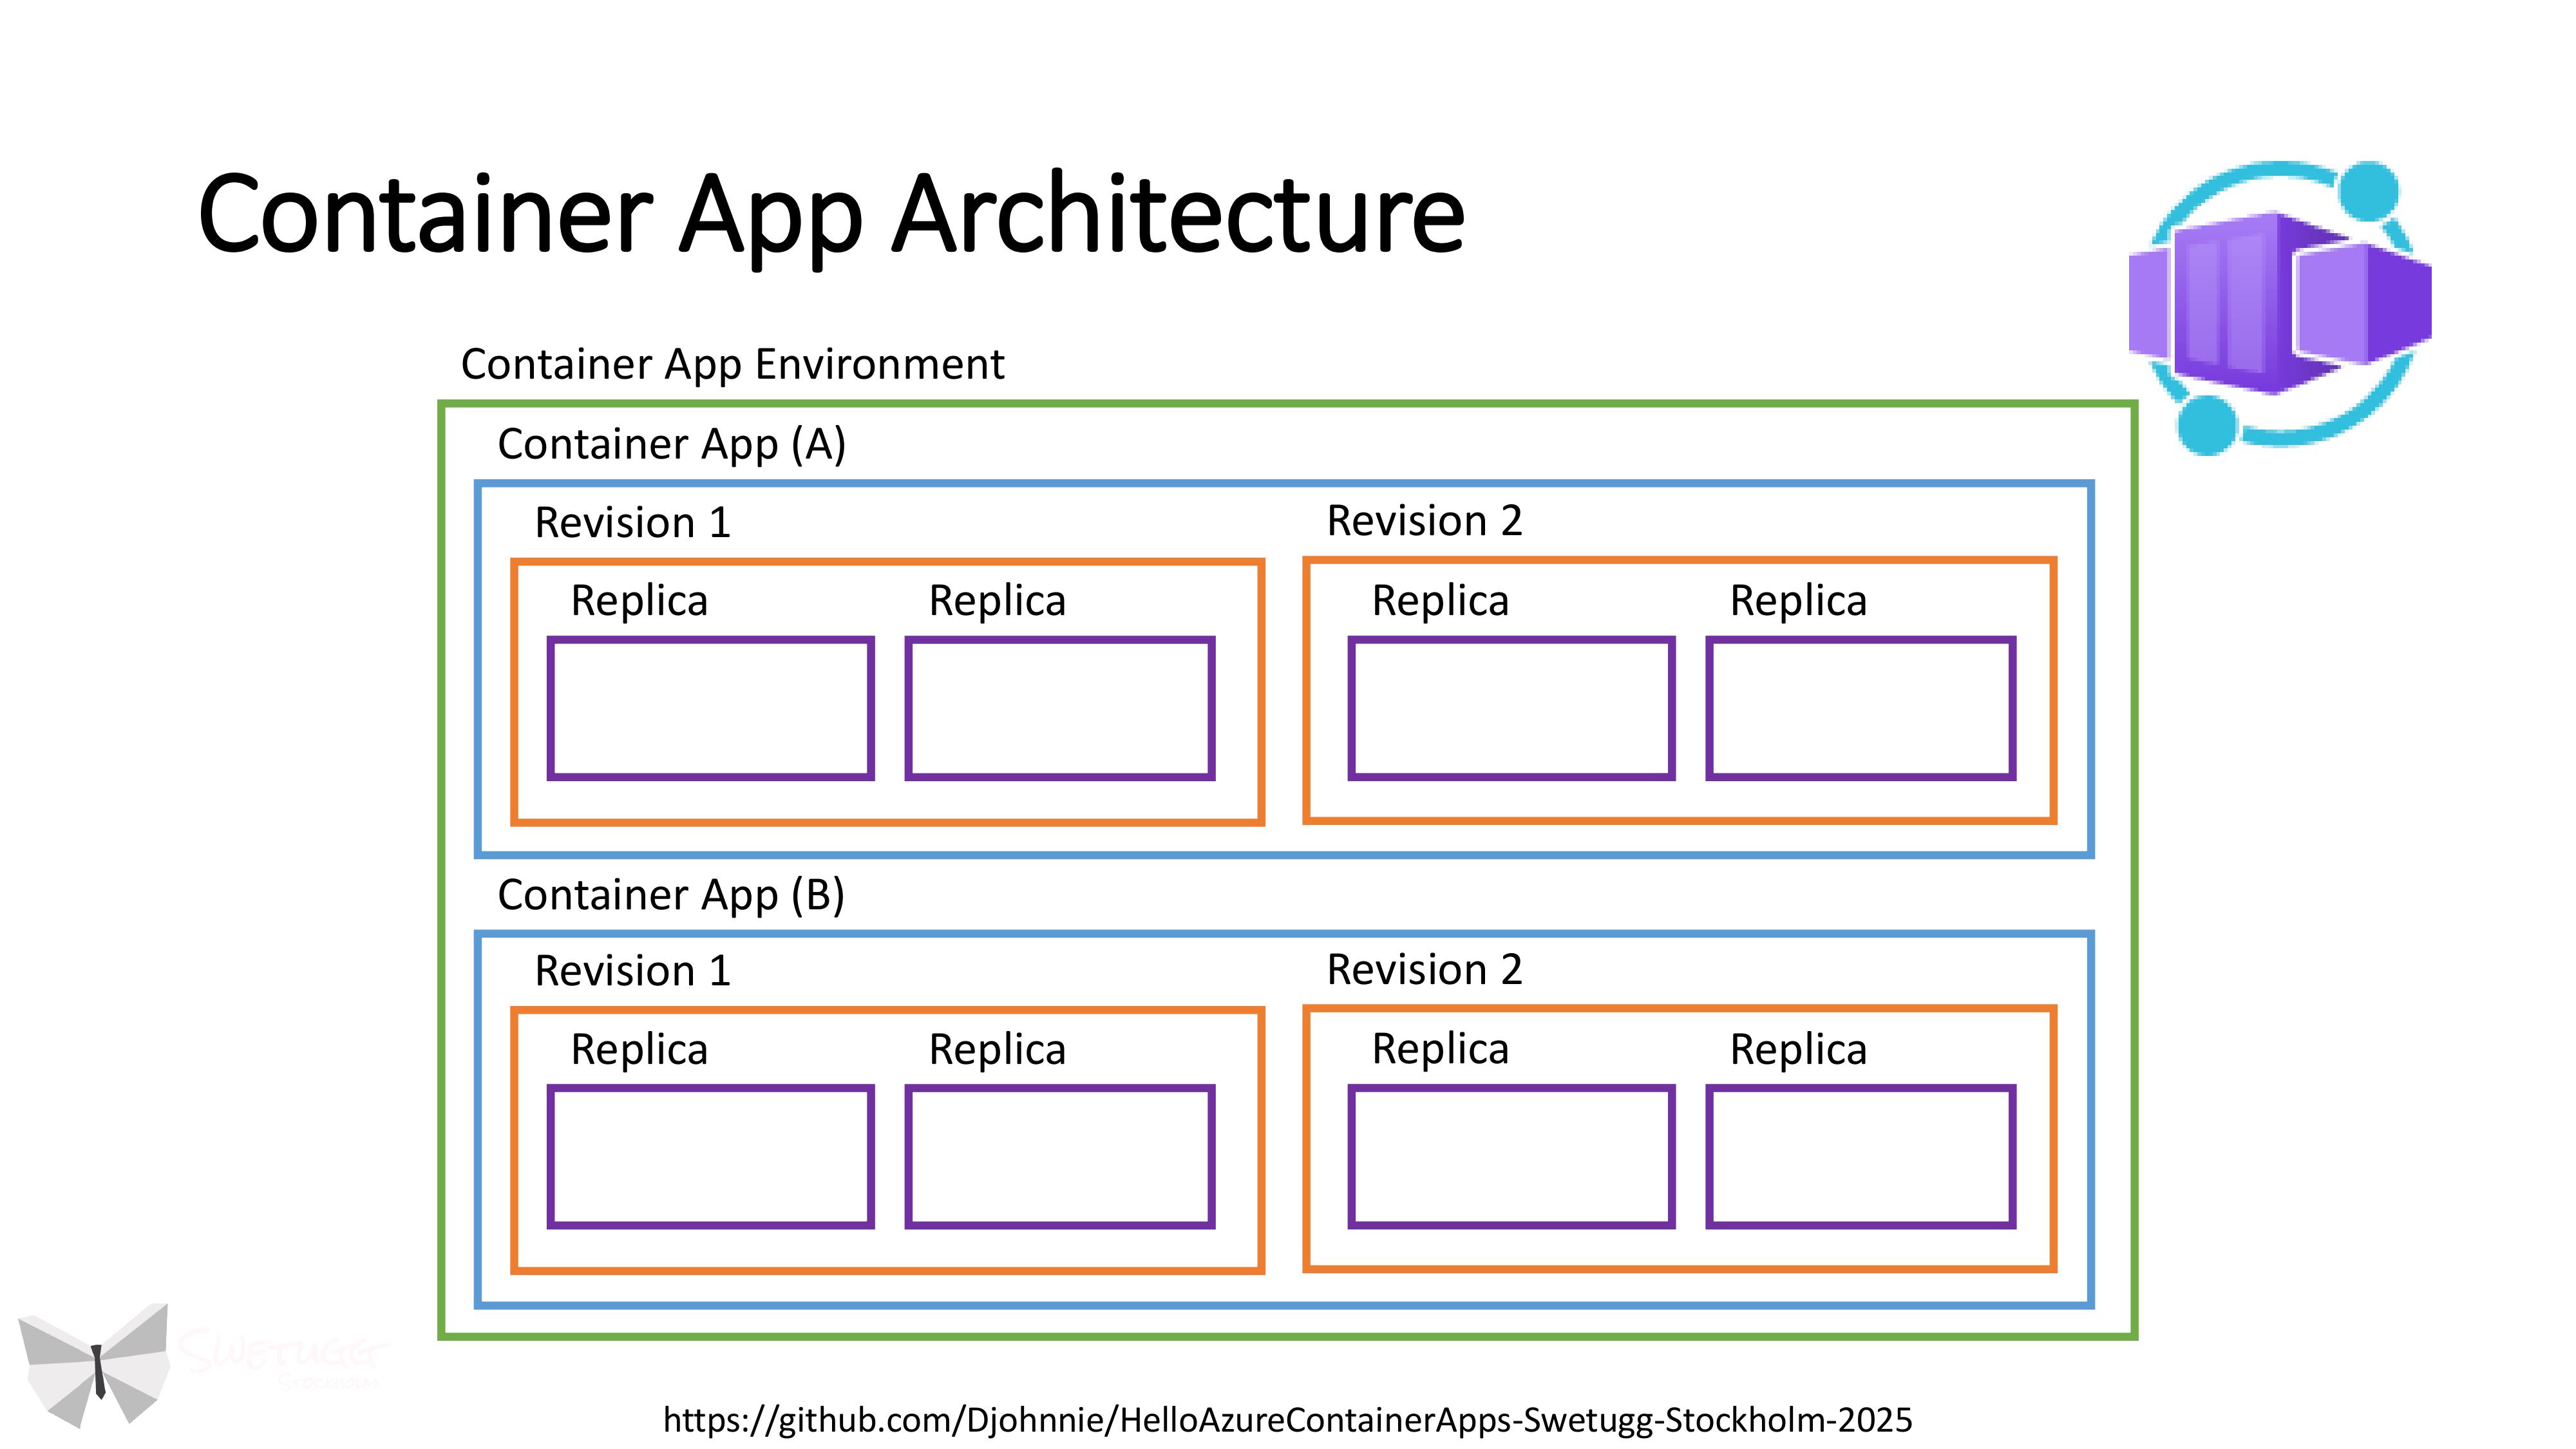 Container App Architecture
Container App Environment
Container App (A)
Revision 1
Revision 2
Replica
Replica
Replica
Replica
Container App (B)
Revision 1
Revision 2
Replica
Replica
Replica
Replica
Swetugg
Stockholm
https://github.com/Djohnnie/HelloAzureContainerApps-Swetugg-Stockholm-2025